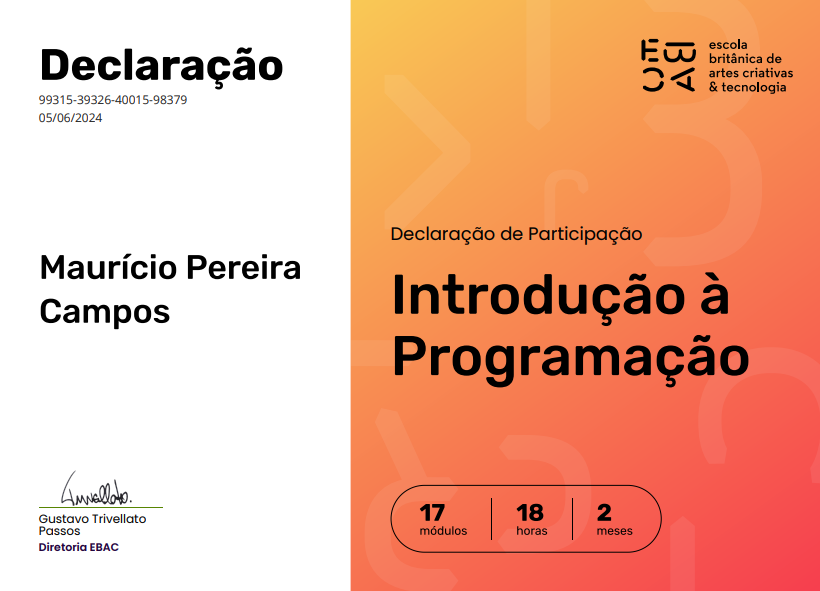 Declaração
99315-39326-40015-98379
05/06/2024
Maurício Pereira
Campos
Gustavo Trivellato
Passos
Diretoria EBAC
EBAC
escola
britânica de
artes criativas
& tecnologia
Declaração de Participação
Introdução à
Programação
17
módulos
18
horas
2
meses